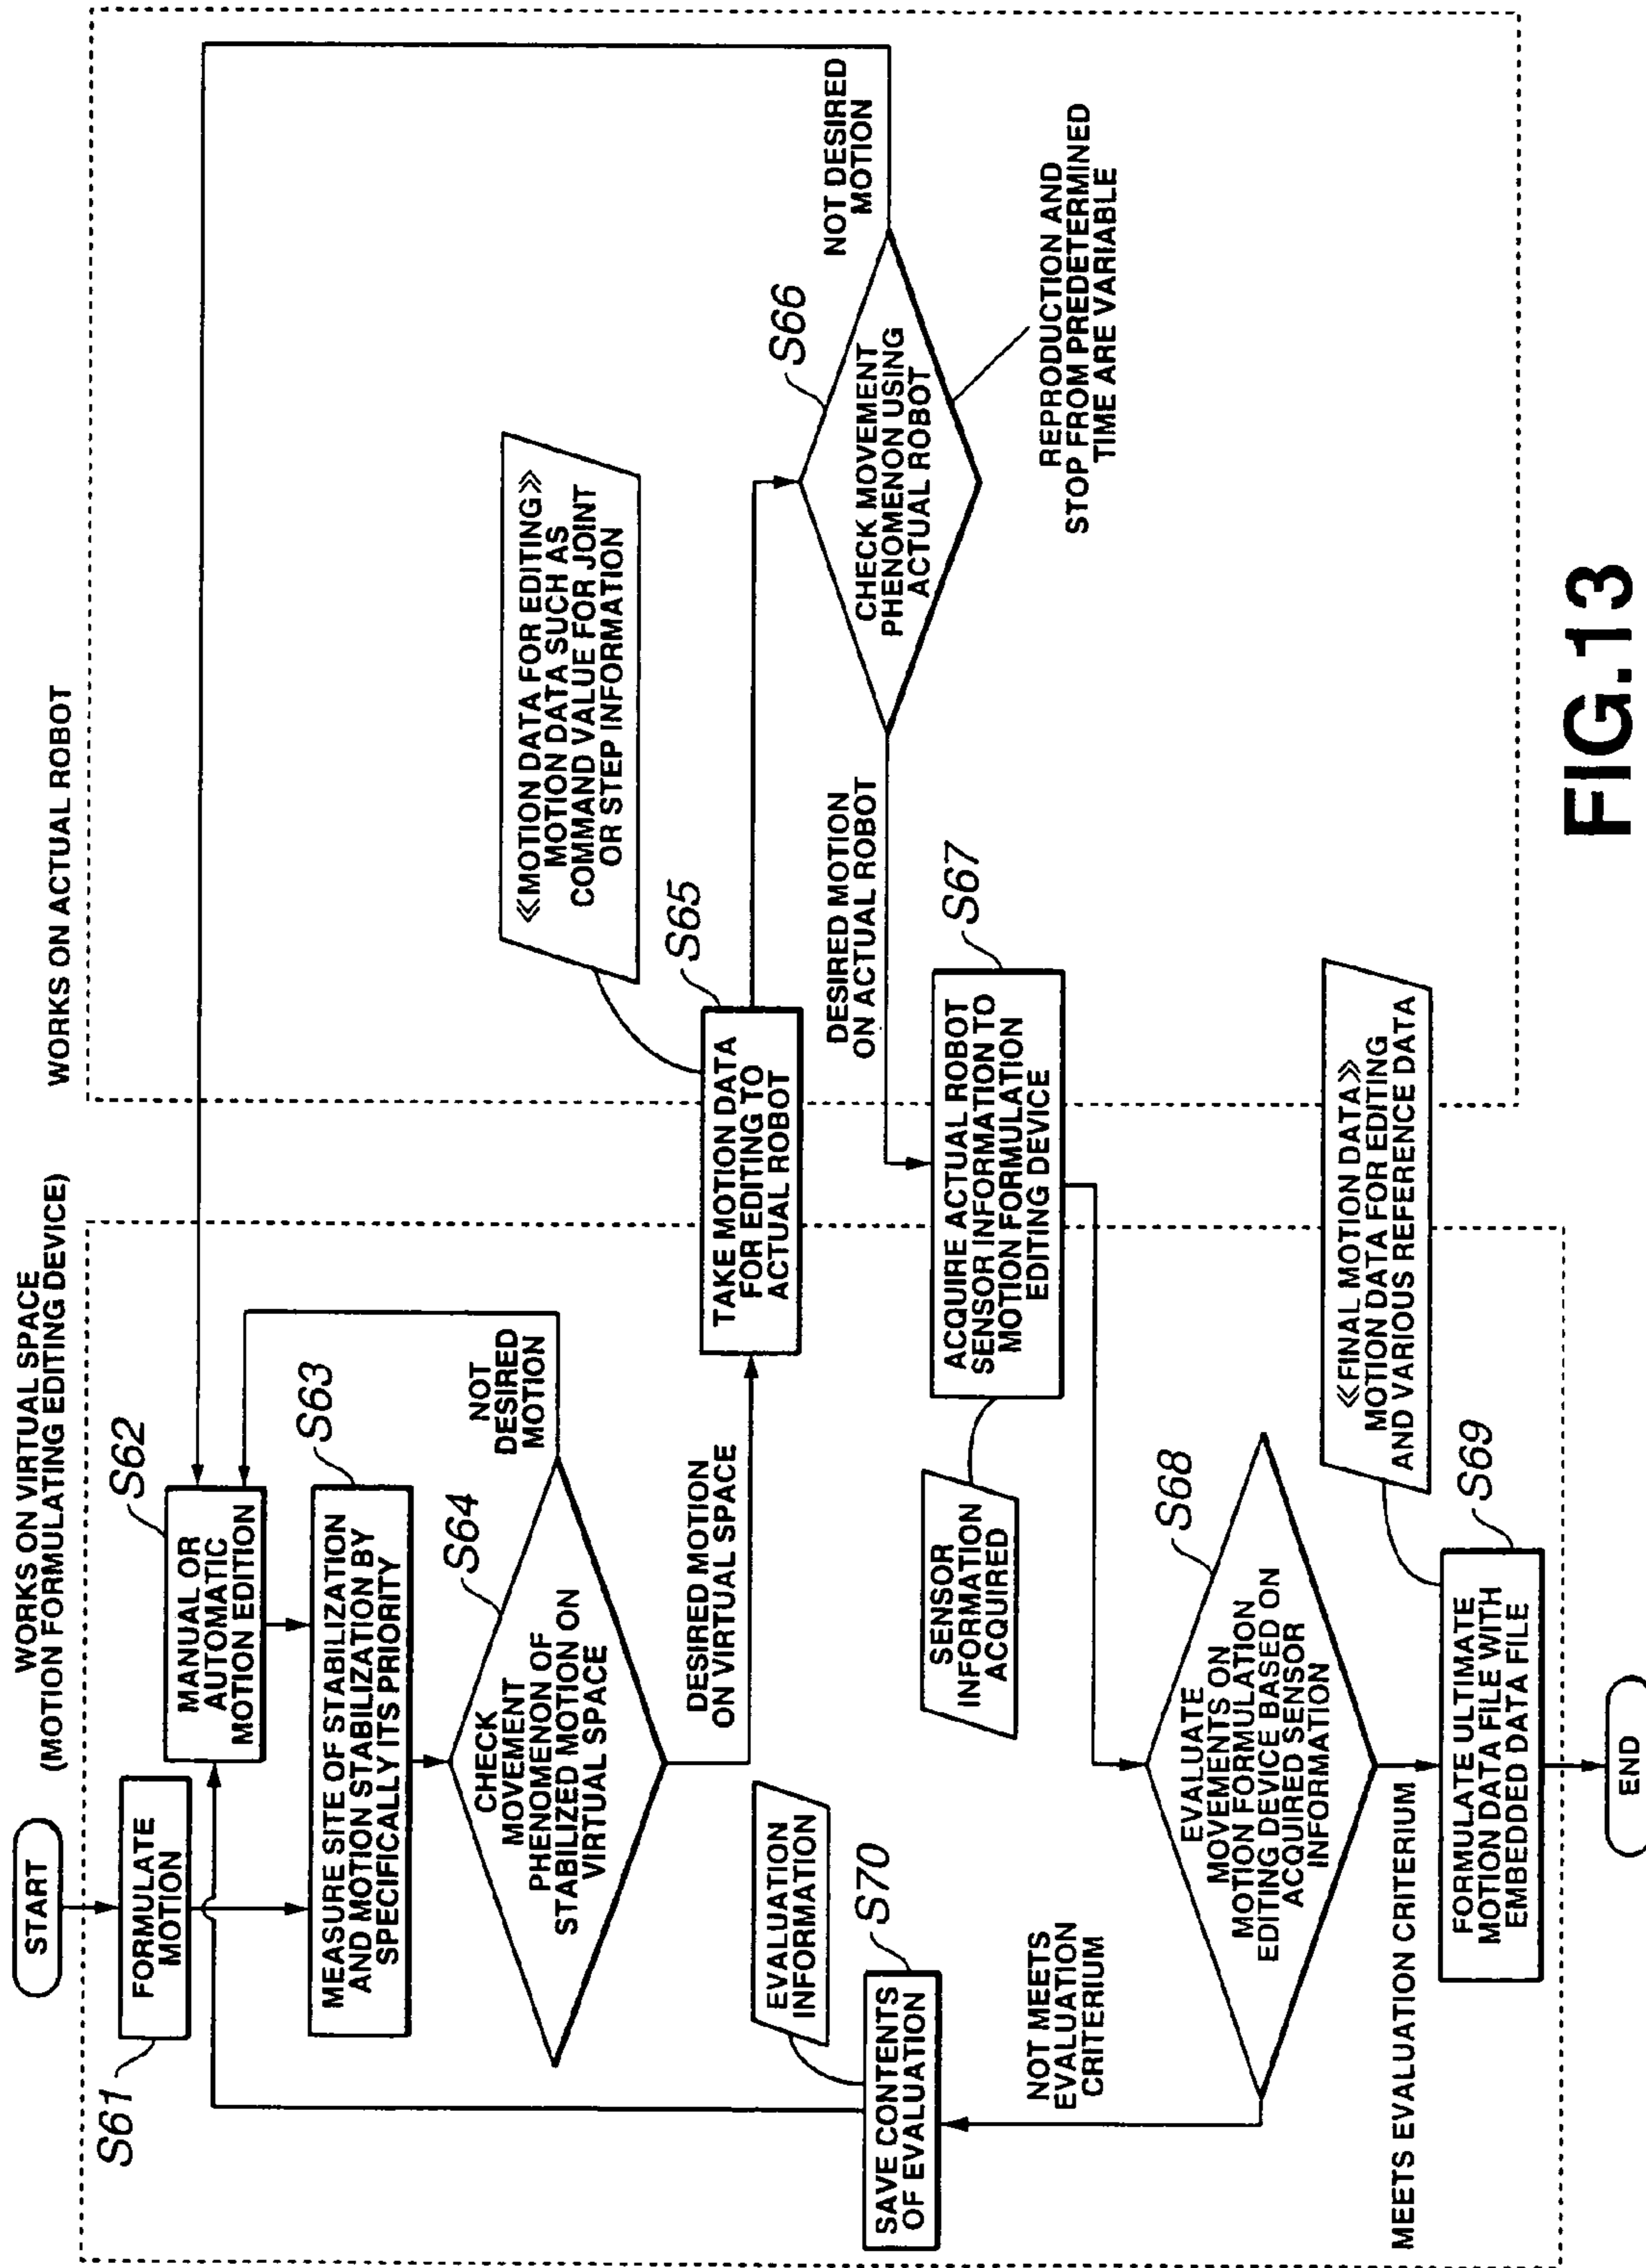 WORKS ON VIRTUAL SPACE
(MOTION FORMULATING EDITING DEVICE)
WORKS ON ACTUAL ROBOT
START
S61
FORMULATE
MOTION
S62
MANUAL OR
AUTOMATIC
MOTION EDITION
S63
MEASURE SITE OF STABILIZATION
AND MOTION STABILIZATION BY
SPECIFICALLY ITS PRIORITY
S64
CHECK
MOVEMENT
PHENOMENON OF
STABILIZED MOTION ON
VIRTUAL SPACE
NOT
DESIRED
MOTION
DESIRED MOTION
ON VIRTUAL SPACE
S65
TAKE MOTION DATA
FOR EDITING TO
ACTUAL ROBOT
≪MOTION DATA FOR EDITING≫
MOTION DATA SUCH AS
COMMAND VALUE FOR JOINT
OR STEP INFORMATION
S66
CHECK MOVEMENT
PHENOMENON USING
ACTUAL ROBOT
NOT DESIRED
MOTION
REPRODUCTION AND
STOP FROM PREDETERMINED
TIME ARE VARIABLE
DESIRED MOTION
ON ACTUAL ROBOT
S67
ACQUIRE ACTUAL ROBOT
SENSOR INFORMATION TO
MOTION FORMULATION
EDITING DEVICE
SENSOR
INFORMATION
ACQUIRED
S68
EVALUATE
MOVEMENTS ON
MOTION FORMULATION
EDITING DEVICE BASED ON
ACQUIRED SENSOR
INFORMATION
NOT MEETS
EVALUATION
CRITERIUM
EVALUATION
INFORMATION
S70
SAVE CONTENTS
OF EVALUATION
MEETS EVALUATION CRITERIUM
≪FINAL MOTION DATA≫
MOTION DATA FOR EDITING
AND VARIOUS REFERENCE DATA
S69
FORMULATE ULTIMATE
MOTION DATA FILE WITH
EMBEDDED DATA FILE
END
FIG.13